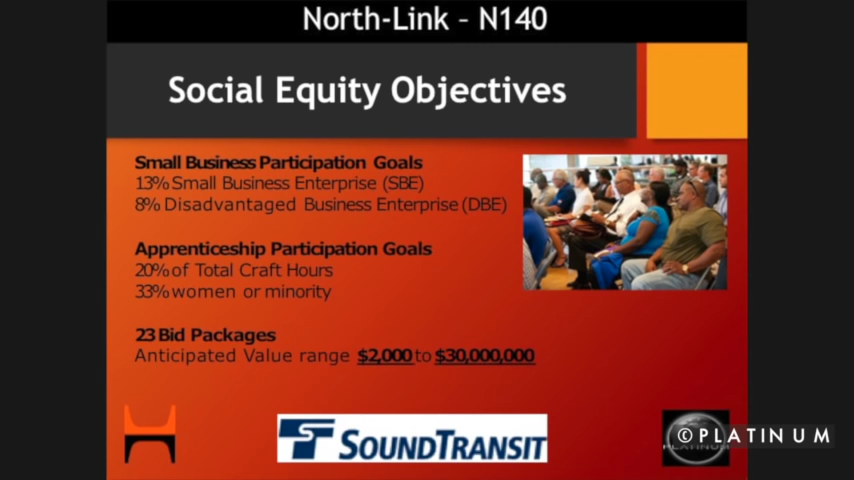 North-Link – N140
Social Equity Objectives
Small Business Participation Goals
13% Small Business Enterprise (SBE)
8% Disadvantaged Business Enterprise (DBE)
Apprenticeship Participation Goals
20% of Total Craft Hours
33% women or minority
23 Bid Packages
Anticipated Value range $2,000 to $30,000,000
SOUNDTRANSIT
PLATINUM
©PLATINUM